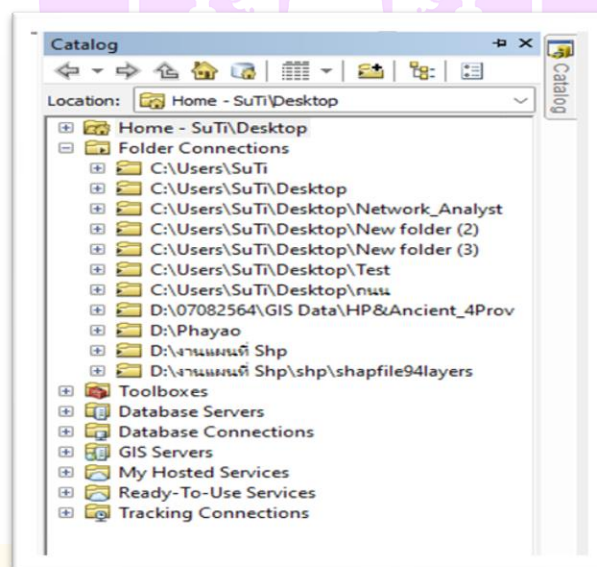 Catalog
Location: Home - SuTi\Desktop
Home - SuTi\Desktop
Folder Connections
C:\Users\SuTi
C:\Users\SuTi\Desktop
C:\Users\SuTi\Desktop\Network_Analyst
C:\Users\SuTi\Desktop\New folder (2)
C:\Users\SuTi\Desktop\New folder (3)
C:\Users\SuTi\Desktop\Test
C:\Users\SuTi\Desktop\ถนน
D:\07082564\GIS Data\HP&Ancient_4Prov
D:\Phayao
D:\งานแผนที่ Shp
D:\งานแผนที่ Shp\shp\shapfile94layers
Toolboxes
Database Servers
Database Connections
GIS Servers
My Hosted Services
Ready-To-Use Services
Tracking Connections
Catalog